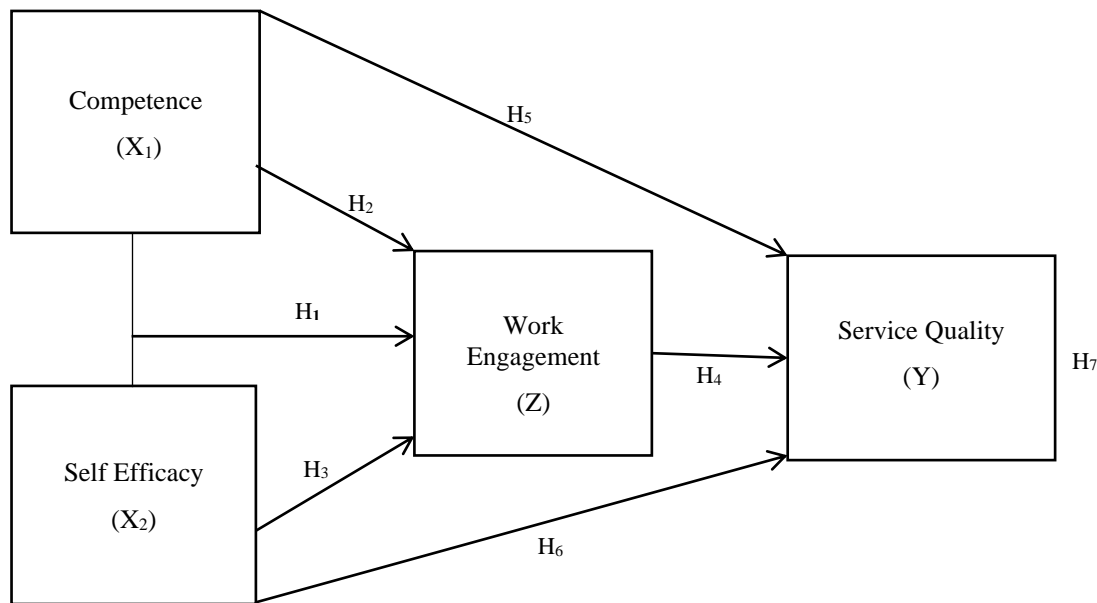 Competence
(X₁)
H₅
H₂
H₁
Work
Engagement
(Z)
Service Quality
(Y)
H₇
H₄
Self Efficacy
(X₂)
H₃
H₆